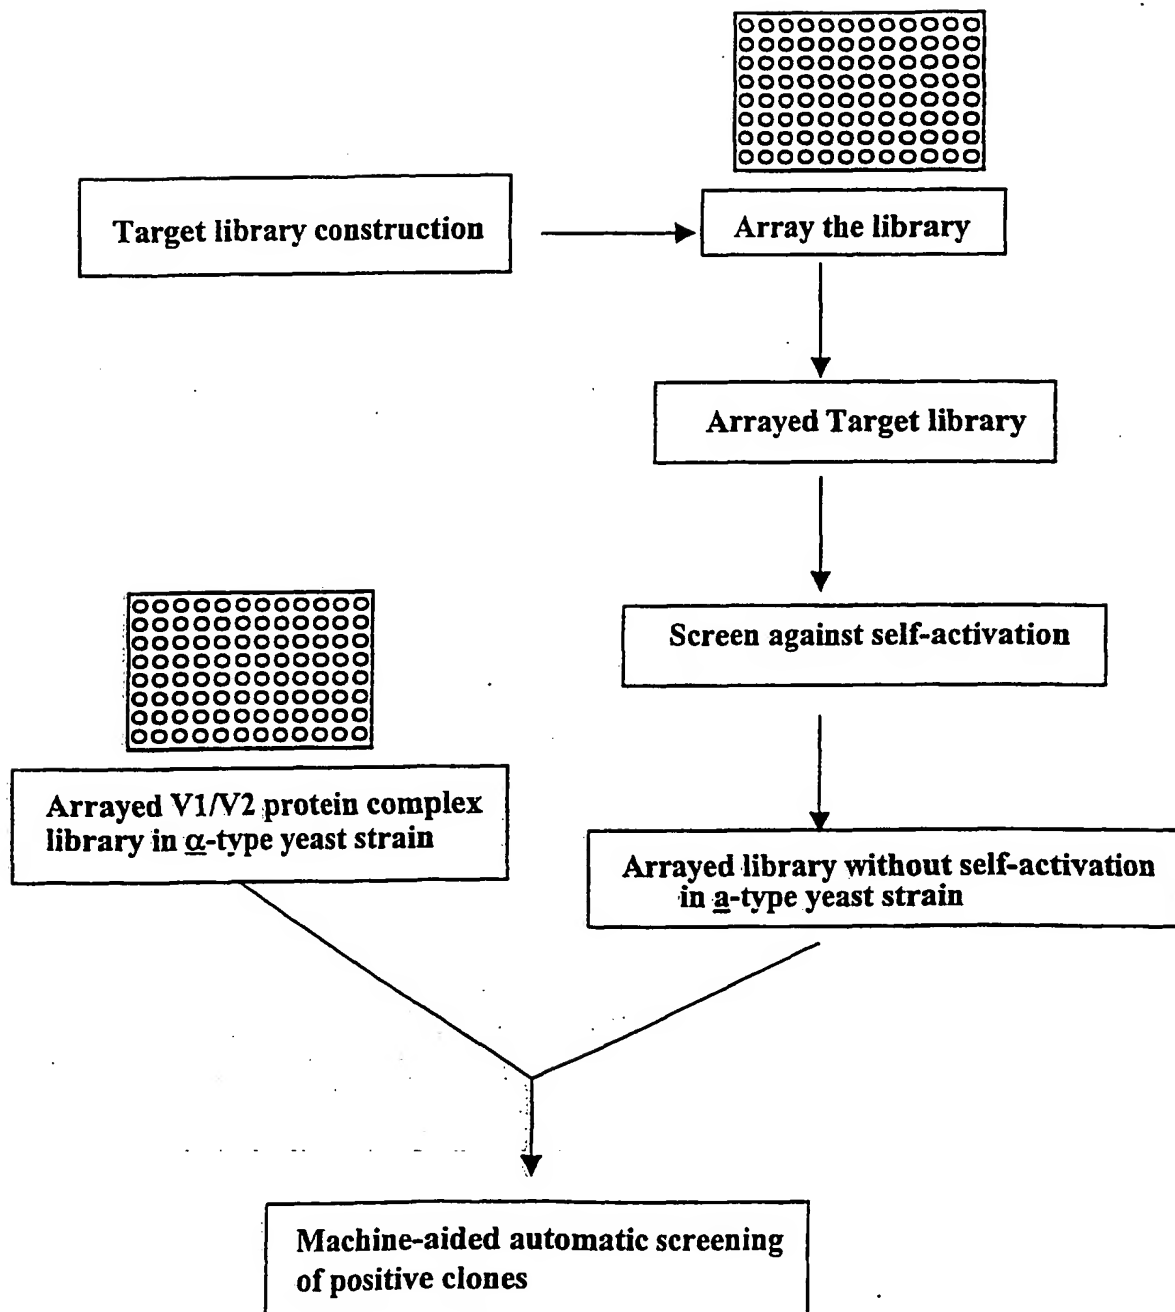 Target library construction
Array the library
Arrayed Target library
Screen against self-activation
Arrayed V1/V2 protein complex
library in α-type yeast strain
Arrayed library without self-activation
in a-type yeast strain
Machine-aided automatic screening
of positive clones